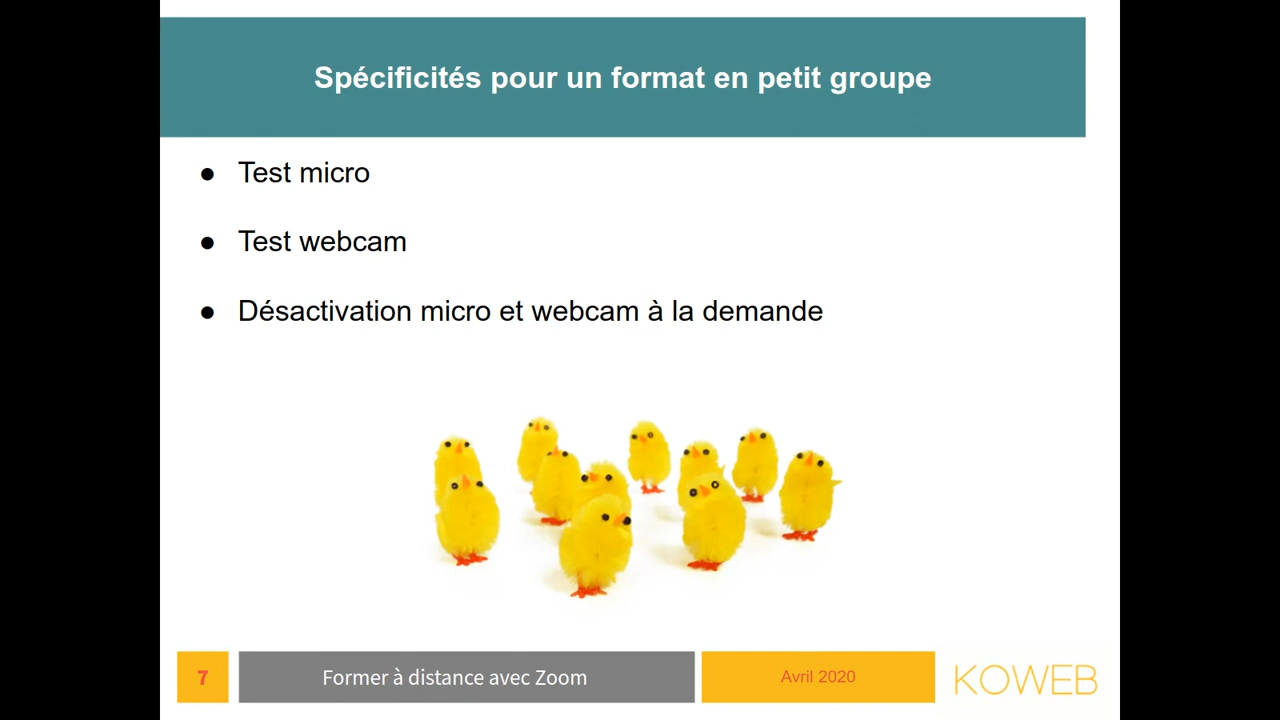 Spécificités pour un format en petit groupe
● Test micro
● Test webcam
● Désactivation micro et webcam à la demande
7
Former à distance avec Zoom
Avril 2020
KOWEB